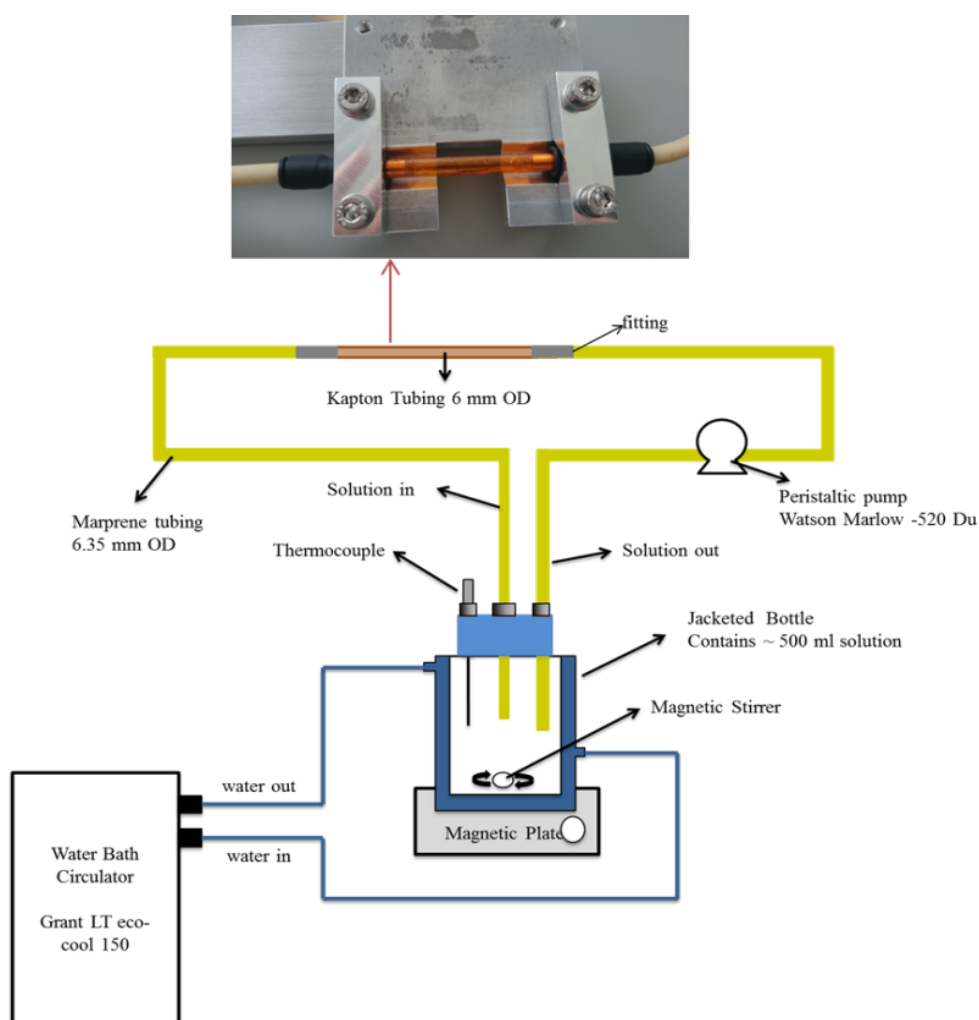 fitting
Kapton Tubing 6 mm OD
Solution in
Peristaltic pump
Watson Marlow -520 Du
Marprene tubing
6.35 mm OD
Thermocouple
Solution out
Jacketed Bottle
Contains ~ 500 ml solution
Magnetic Stirrer
water out
Magnetic Plate
water in
Water Bath
Circulator
Grant LT eco-
cool 150